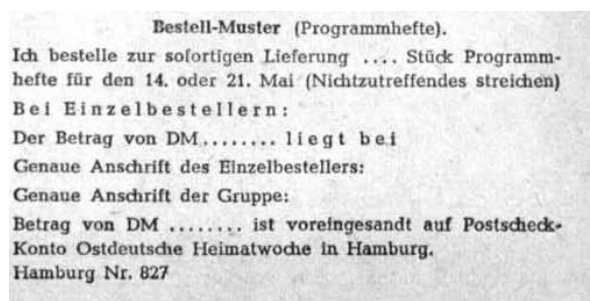 Bestell-Muster (Programmhefte).
Ich bestelle zur sofortigen Lieferung .... Stück Programm-
hefte für den 14. oder 21. Mai (Nichtzutreffendes streichen)
Bei Einzelbestellern:
Der Betrag von DM........ liegt bei
Genaue Anschrift des Einzelbestellers:
Genaue Anschrift der Gruppe:
Betrag von DM ........ ist voreingesandt auf Postscheck-
Konto Ostdeutsche Heimatwoche in Hamburg.
Hamburg Nr. 827